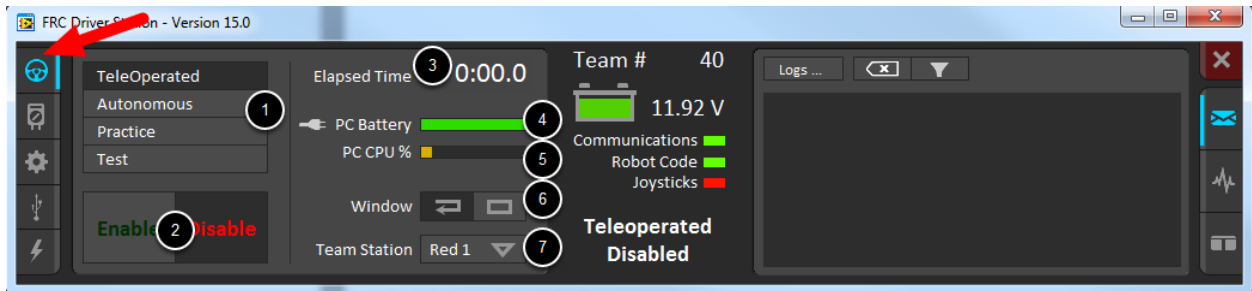 FRC Driver Station - Version 15.0
TeleOperated
Autonomous
Practice
Test
1
Enable
2
Disable
Elapsed Time
3
0:00.0
PC Battery
4
PC CPU %
5
Window
6
Team Station
Red 1
7
Team #
40
11.92 V
Communications
Robot Code
Joysticks
Teleoperated
Disabled
Logs ...